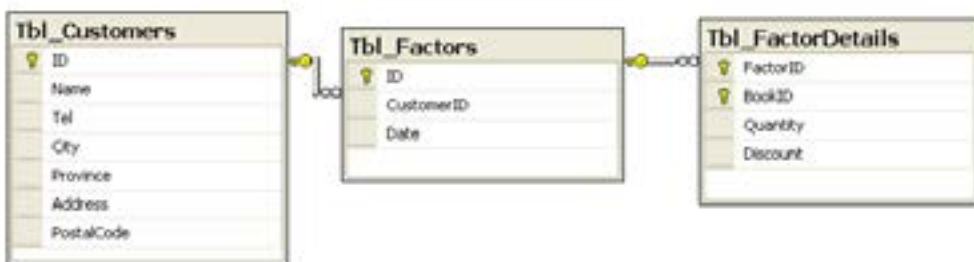 Tbl_Customers
ID
Name
Tel
City
Province
Address
PostalCode
Tbl_Factors
ID
CustomerID
Date
Tbl_FactorDetails
FactorID
BookID
Quantity
Discount